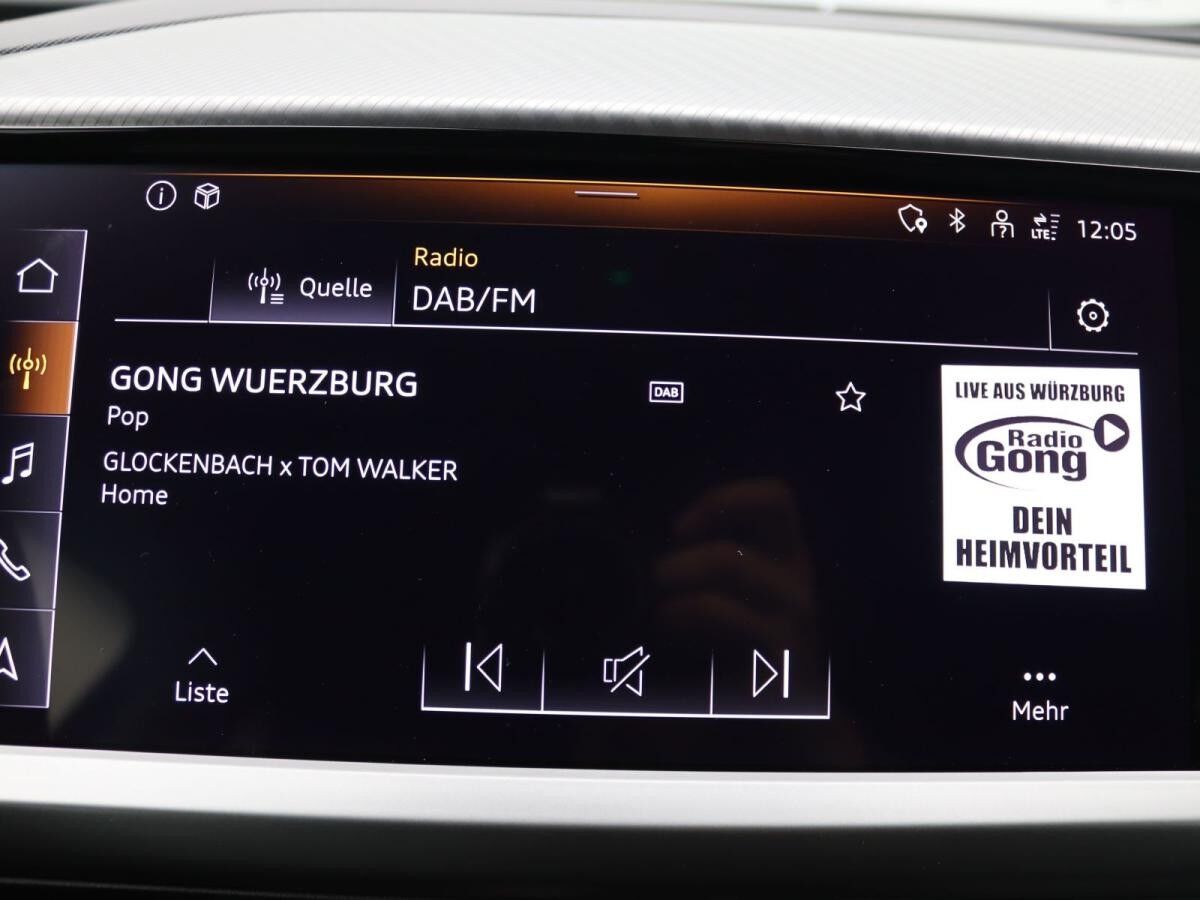 LTE
12:05
Radio
Quelle
DAB/FM
GONG WUERZBURG
DAB
Pop
GLOCKENBACH x TOM WALKER
Home
LIVE AUS WÜRZBURG
Radio
Gong
DEIN
HEIMVORTEIL
Liste
Mehr